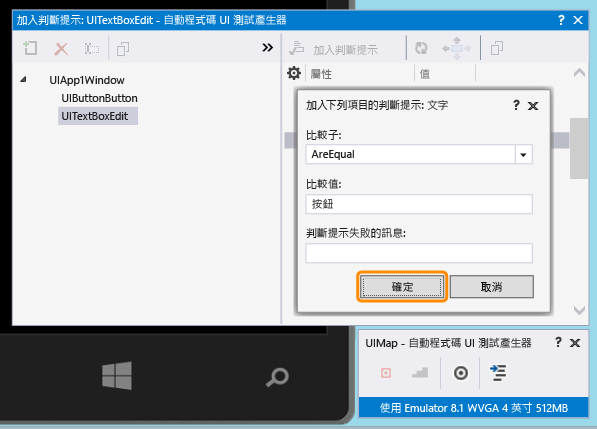 加入判斷提示: UITextBoxEdit - 自動程式碼 UI 測試產生器
? X
»
加入判斷提示
UIApp1Window
UIButtonButton
UITextBoxEdit
屬性
值
加入下列項目的判斷提示: 文字
? X
比較子:
AreEqual
比較值:
按鈕
判斷提示失敗的訊息:
確定
取消
UIMap - 自動程式碼 UI 測試產生器
? X
使用 Emulator 8.1 WVGA 4 英寸 512MB